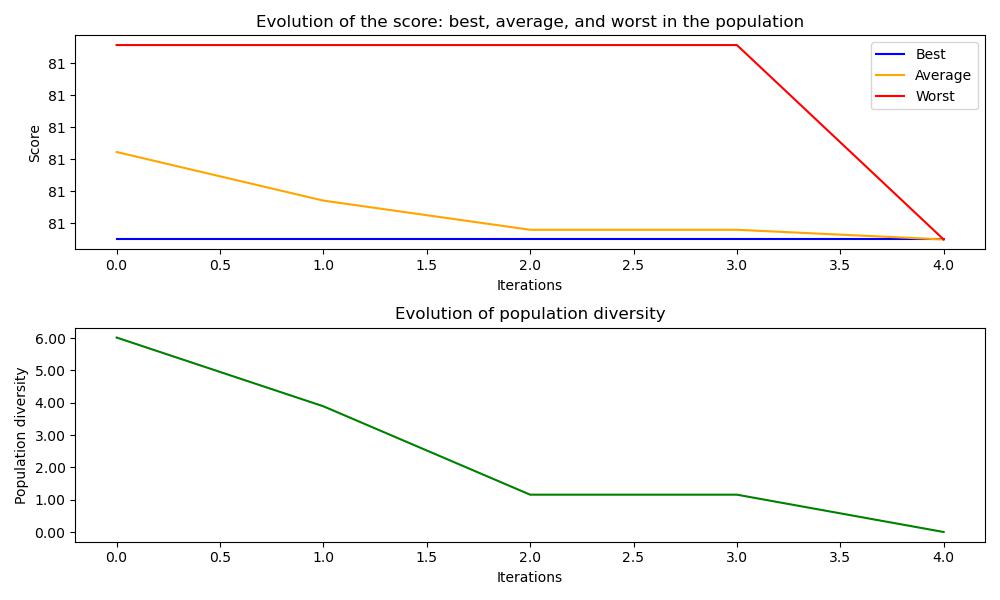 Evolution of the score: best, average, and worst in the population
81
81
81
81
81
81
Score
Best
Average
Worst
0.0 0.5 1.0 1.5 2.0 2.5 3.0 3.5 4.0
Iterations
Evolution of population diversity
6.00
5.00
4.00
3.00
2.00
1.00
0.00
Population diversity
0.0 0.5 1.0 1.5 2.0 2.5 3.0 3.5 4.0
Iterations